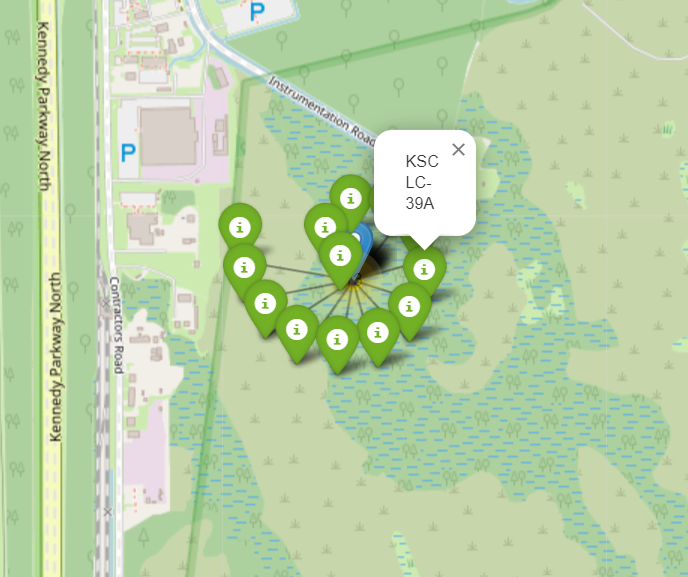 P
Kennedy Parkway North
Instrumentation Road
P
KSC
LC-
39A
Contractors Road
Kennedy Parkway North